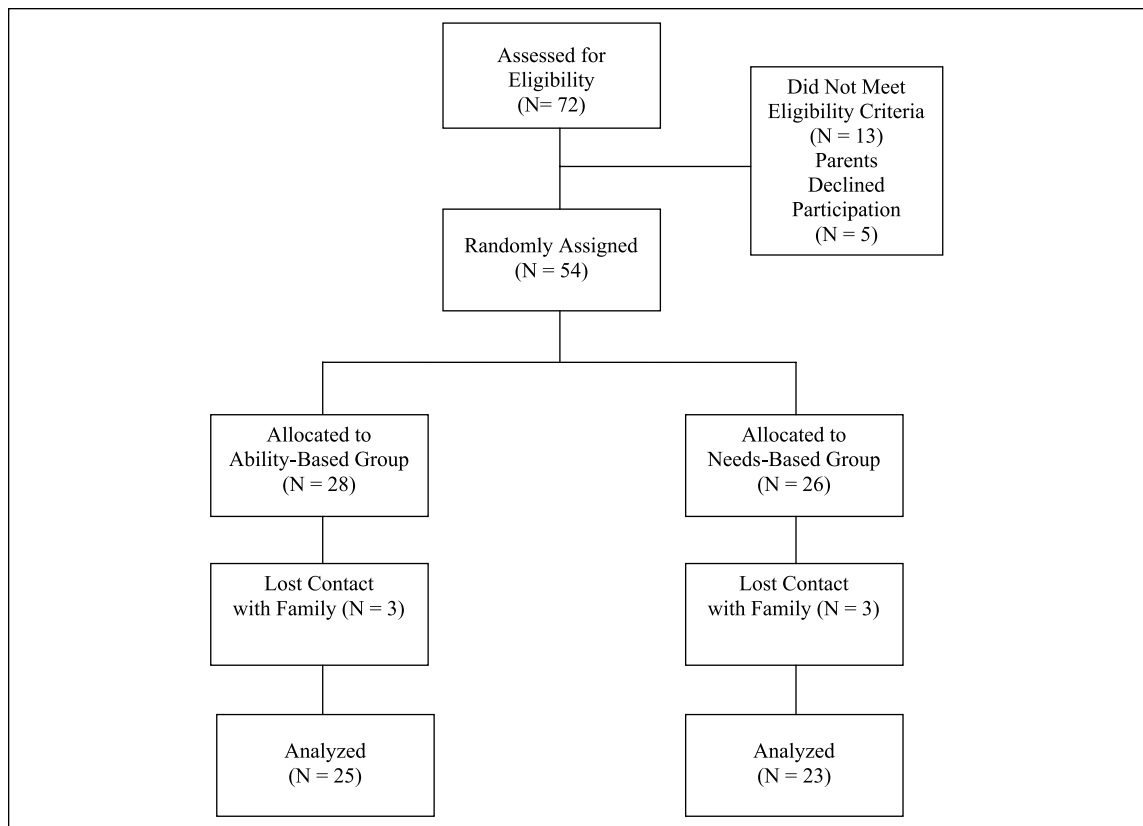 Assessed for
Eligibility
(N= 72)
Did Not Meet
Eligibility Criteria
(N = 13)
Parents
Declined
Participation
(N = 5)
Randomly Assigned
(N = 54)
Allocated to
Ability-Based Group
(N = 28)
Allocated to
Needs-Based Group
(N = 26)
Lost Contact
with Family (N = 3)
Lost Contact
with Family (N = 3)
Analyzed
(N = 25)
Analyzed
(N = 23)